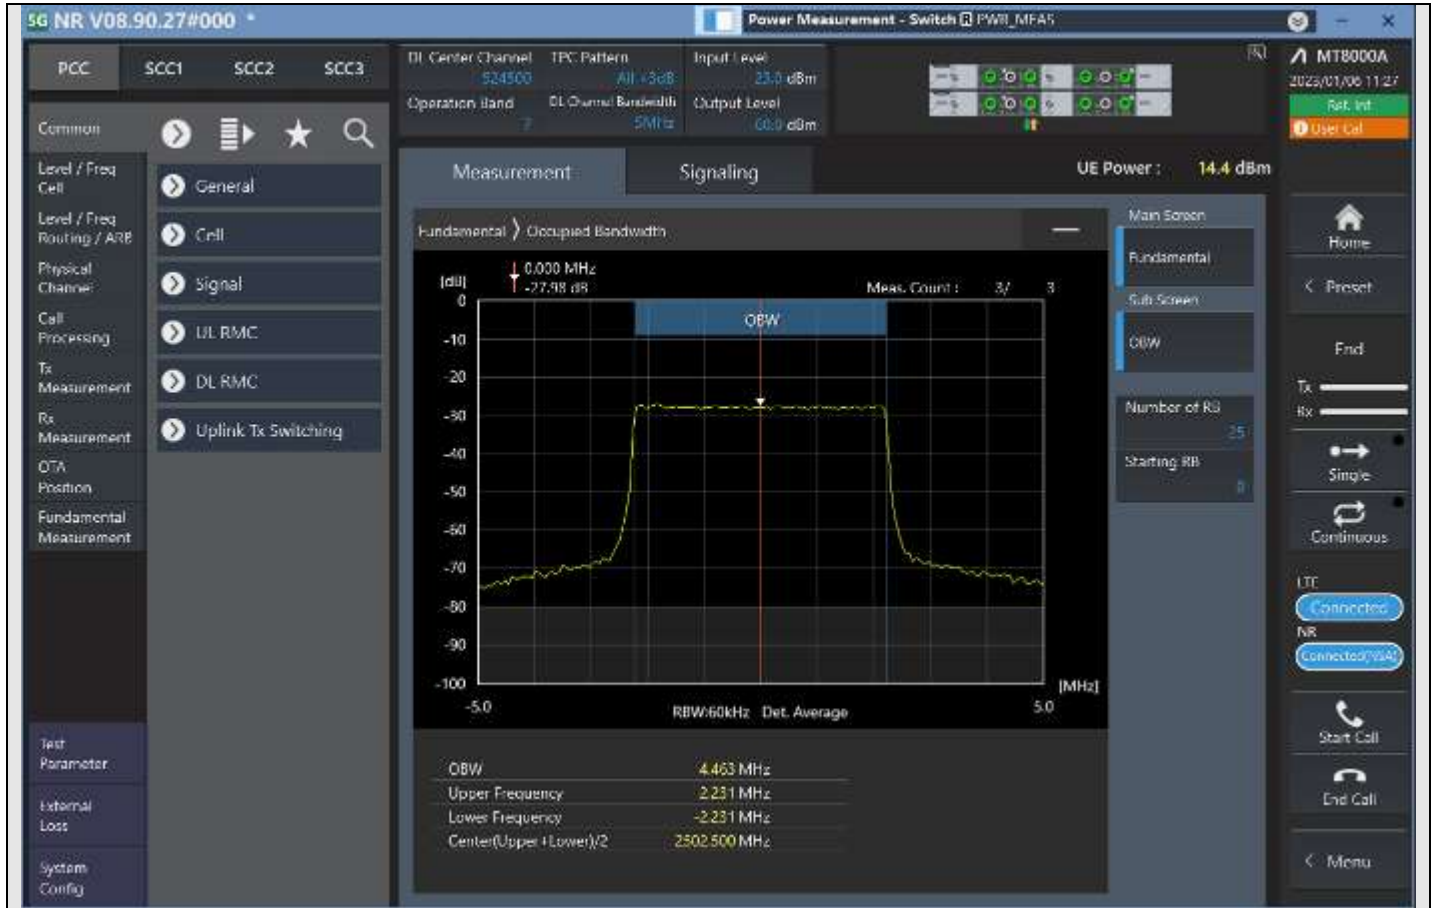 5G NR V08.90.27#000 *
Power Measurement - Switch PWR_MEAS
PCC
SCC1
SCC2
SCC3
DL Center Channel
524500
TPC Pattern
All +3dB
Input Level
23.0 dBm
Operation Band
7
DL Channel Bandwidth
5MHz
Output Level
dBm
MT8000A
2023/01/06 11:27
Ref. Int
User Cal
Common
Level / Freq
Cell
Level / Freq
Routing / ARB
Physical
Channel
Call
Processing
Tx
Measurement
Rx
Measurement
OTA
Position
Fundamental
Measurement
Test
Parameter
External
Loss
System
Config
General
Cell
Signal
UL RMC
DL RMC
Uplink Tx Switching
Measurement
Signaling
UE Power : 14.4 dBm
Fundamental
Occupied Bandwidth
[dB]
0.000 MHz
-27.98 dB
Meas. Count : 3/ 3
OBW
0
-10
-20
-30
-40
-50
-60
-70
-80
-90
-100
[MHz]
-5.0
RBW:60kHz Det. Average
5.0
OBW 4.463 MHz
Upper Frequency 2.231 MHz
Lower Frequency -2.231 MHz
Center(Upper+Lower)/2 2502.500 MHz
Main Screen
Fundamental
Sub Screen
OBW
Number of RB
25
Starting RB
0
Home
< Preset
End
Tx
Rx
Single
Continuous
LTE
Connected
NR
Connected(NSA)
Start Call
End Call
< Menu